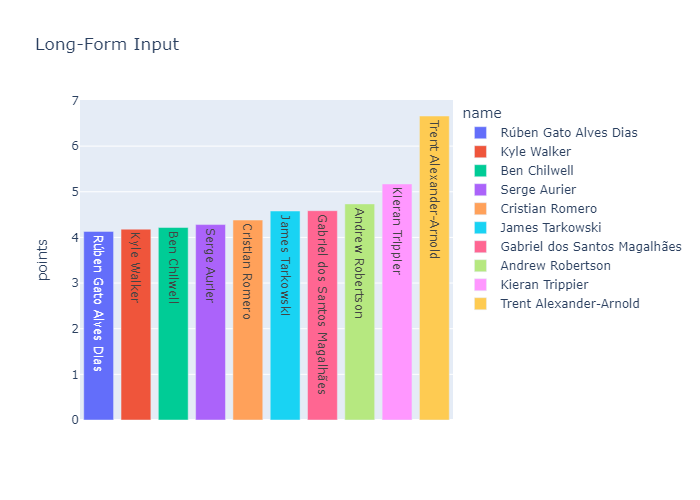 Long-Form Input
points
7
6
5
4
3
2
1
0
Rúben Gato Alves Dias
Kyle Walker
Ben Chilwell
Serge Aurier
Cristian Romero
James Tarkowski
Gabriel dos Santos Magalhães
Andrew Robertson
Kieran Trippier
Trent Alexander-Arnold
name
Rúben Gato Alves Dias
Kyle Walker
Ben Chilwell
Serge Aurier
Cristian Romero
James Tarkowski
Gabriel dos Santos Magalhães
Andrew Robertson
Kieran Trippier
Trent Alexander-Arnold